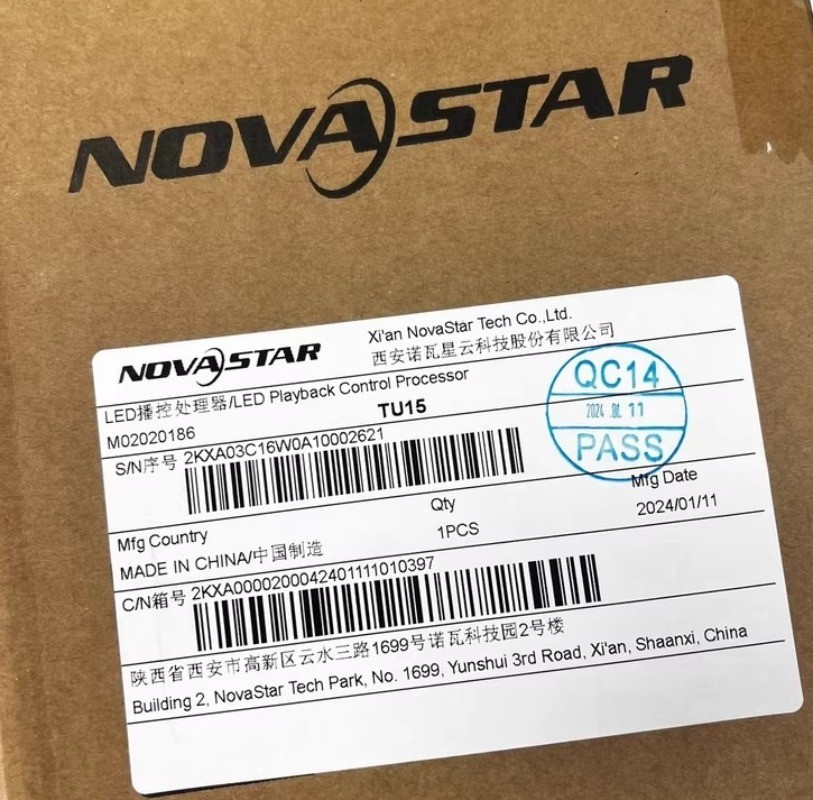 NOVASTAR
NOVASTAR
Xi'an NovaStar Tech Co.,Ltd.
西安诺瓦星云科技股份有限公司
LED播控处理器/LED Playback Control Processor
M02020186
TU15
QC14
2024 .01. 11
PASS
S/N序号 2KXA03C16W0A10002621
Mfg Country
Qty
Mfg Date
MADE IN CHINA/中国制造
1PCS
2024/01/11
C/N箱号 2KXA0000200042401111010397
陕西省西安市高新区云水三路1699号诺瓦科技园2号楼
Building 2, NovaStar Tech Park, No. 1699, Yunshui 3rd Road, Xi'an, Shaanxi, China